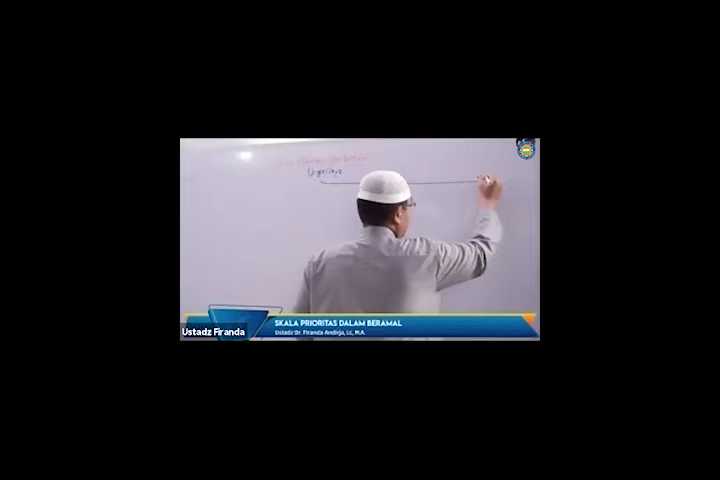 Urgensinya
SKALA PRIORITAS DALAM BERAMAL
Ustadz Dr. Firanda Andirja, Lc, M.A.
Ustadz Firanda